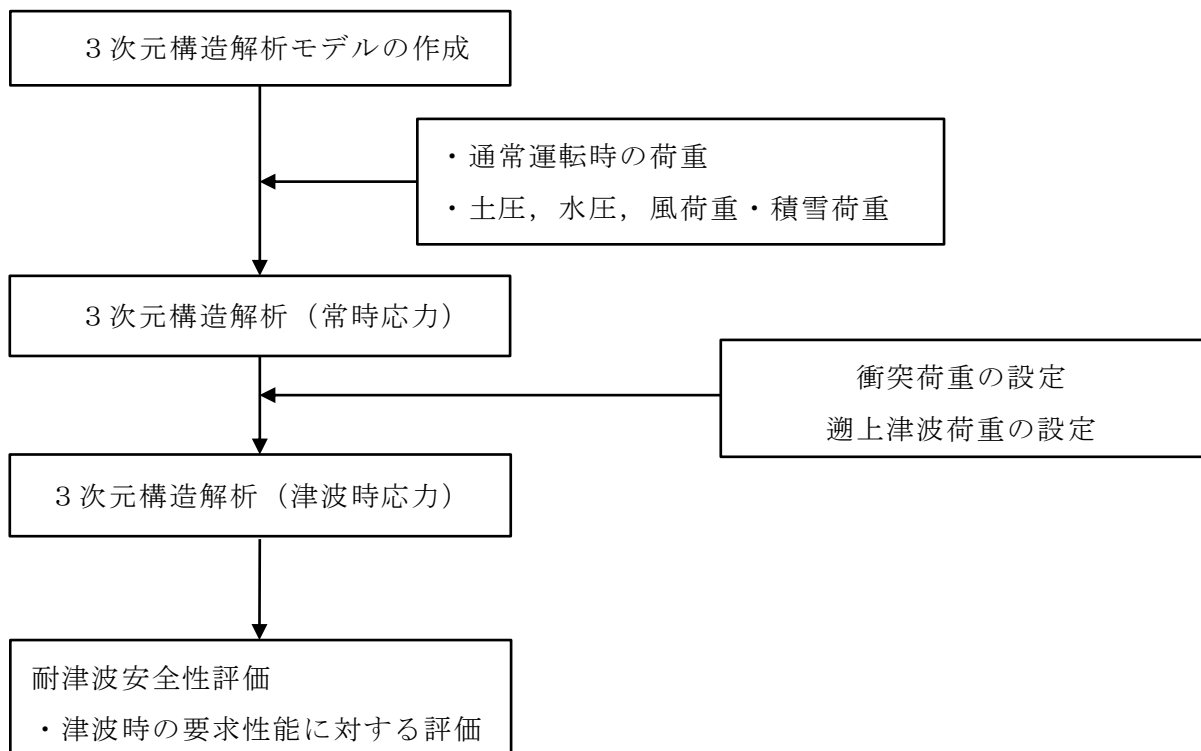 ３次元構造解析モデルの作成
・通常運転時の荷重
・土圧，水圧，風荷重・積雪荷重
３次元構造解析（常時応力）
衝突荷重の設定
遡上津波荷重の設定
３次元構造解析（津波時応力）
耐津波安全性評価
・津波時の要求性能に対する評価